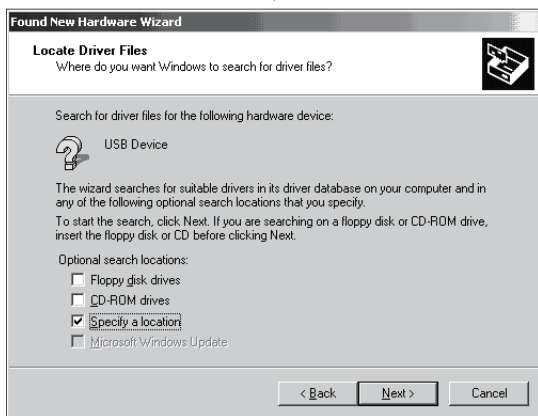 Found New Hardware Wizard
Locate Driver Files
Where do you want Windows to search for driver files?
Search for driver files for the following hardware device:
USB Device
The wizard searches for suitable drivers in its driver database on your computer and in
any of the following optional search locations that you specify.
To start the search, click Next. If you are searching on a floppy disk or CD-ROM drive,
insert the floppy disk or CD before clicking Next.
Optional search locations:
Floppy disk drives
CD-ROM drives
Specify a location
Microsoft Windows Update
< Back Next > Cancel